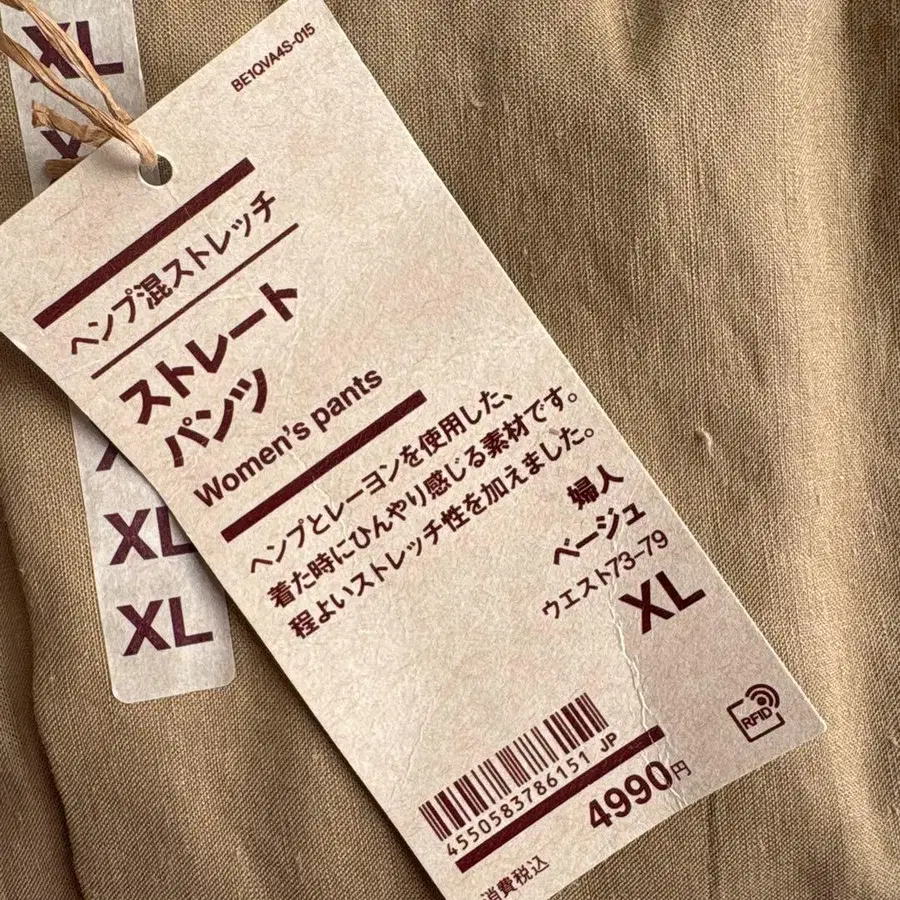 XL
BE1QVA4S-015
ヘンプ混ストレッチ
ストレート
パンツ
Women's pants
ヘンプとレーヨンを使用した、
着た時にひんやり感じる素材です。
程よいストレッチ性を加えました。
婦人
ベージュ
ウエスト73–79
XL
RFID
4550583786151 JP
4990円
消費税込
XL
XL